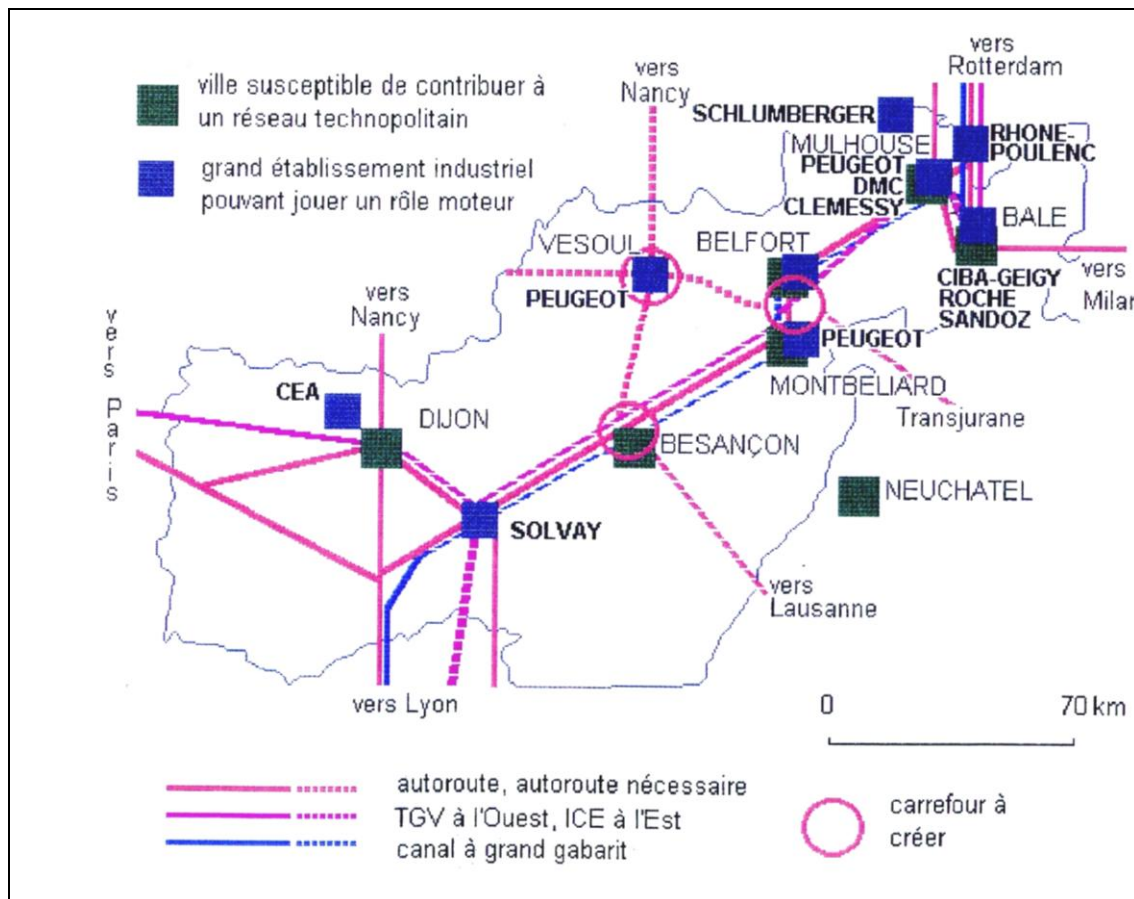 ville susceptible de contribuer à
un réseau technopolitain
grand établissement industriel
pouvant jouer un rôle moteur
vers
Nancy
vers
Rotterdam
SCHLUMBERGER
MULHOUSE
PEUGEOT
DMC
CLEMESSY
RHONE-
POULENC
BALE
CIBA-GEIGY
ROCHE
SANDOZ
vers
Milan
VESOUL
PEUGEOT
BELFORT
PEUGEOT
MONTBELIARD
Transjurane
vers
Nancy
vers Paris
CEA
DIJON
BESANÇON
NEUCHATEL
SOLVAY
vers
Lausanne
vers Lyon
0 70 km
autoroute, autoroute nécessaire
TGV à l'Ouest, ICE à l'Est
canal à grand gabarit
carrefour à
créer